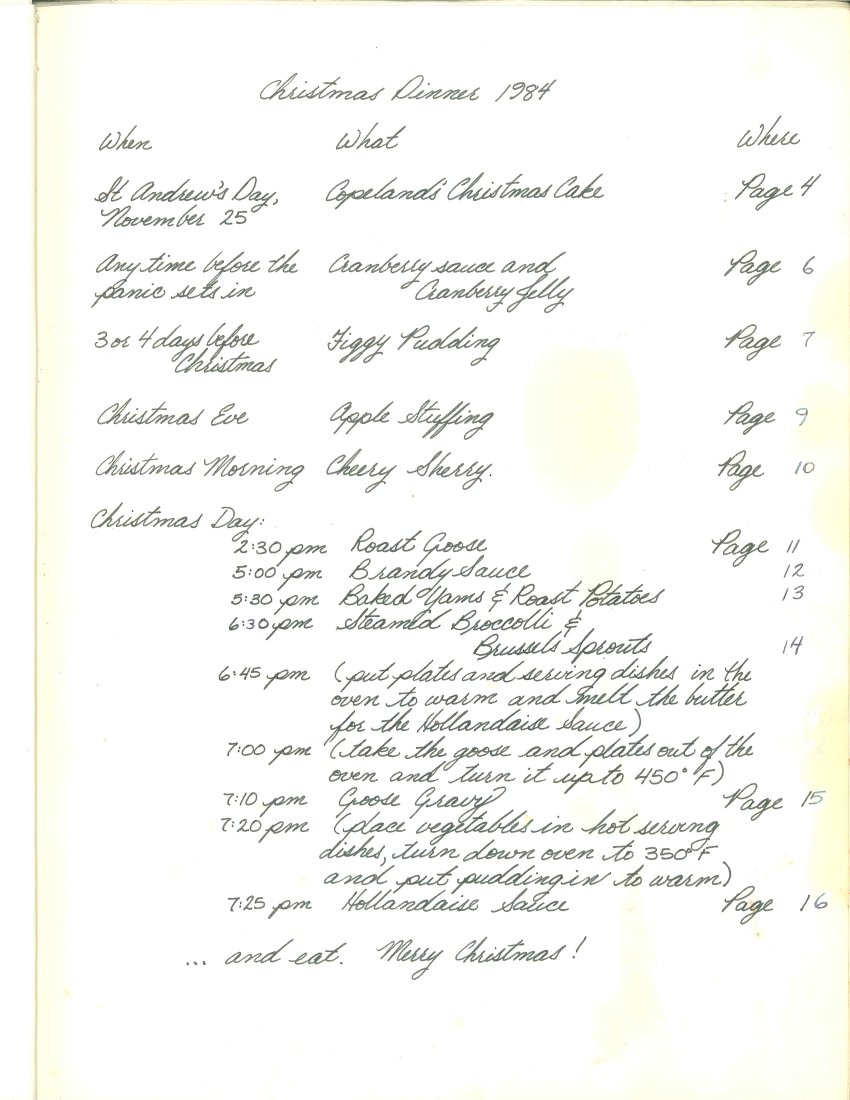 Christmas Dinner 1984
When What Where
St Andrew's Day, Copeland's Christmas Cake Page 4
November 25
Any time before the Cranberry sauce and Page 6
panic sets in Cranberry Jelly
3 or 4 days before Figgy Pudding Page 7
Christmas
Christmas Eve Apple Stuffing Page 9
Christmas Morning Cheery Sherry. Page 10
Christmas Day:
2:30 pm Roast Goose Page 11
5:00 pm Brandy Sauce 12
5:30 pm Baked Yams & Roast Potatoes 13
6:30 pm Steamed Broccolli &
Brussels Sprouts 14
6:45 pm (put plates and serving dishes in the
oven to warm and melt the butter
for the Hollandaise Sauce)
7:00 pm (take the goose and plates out of the
oven and turn it up to 450° F)
7:10 pm Goose Gravy Page 15
7:20 pm (place vegetables in hot serving
dishes, turn down oven to 350°F
and put pudding in to warm)
7:25 pm Hollandaise Sauce Page 16
... and eat. Merry Christmas!